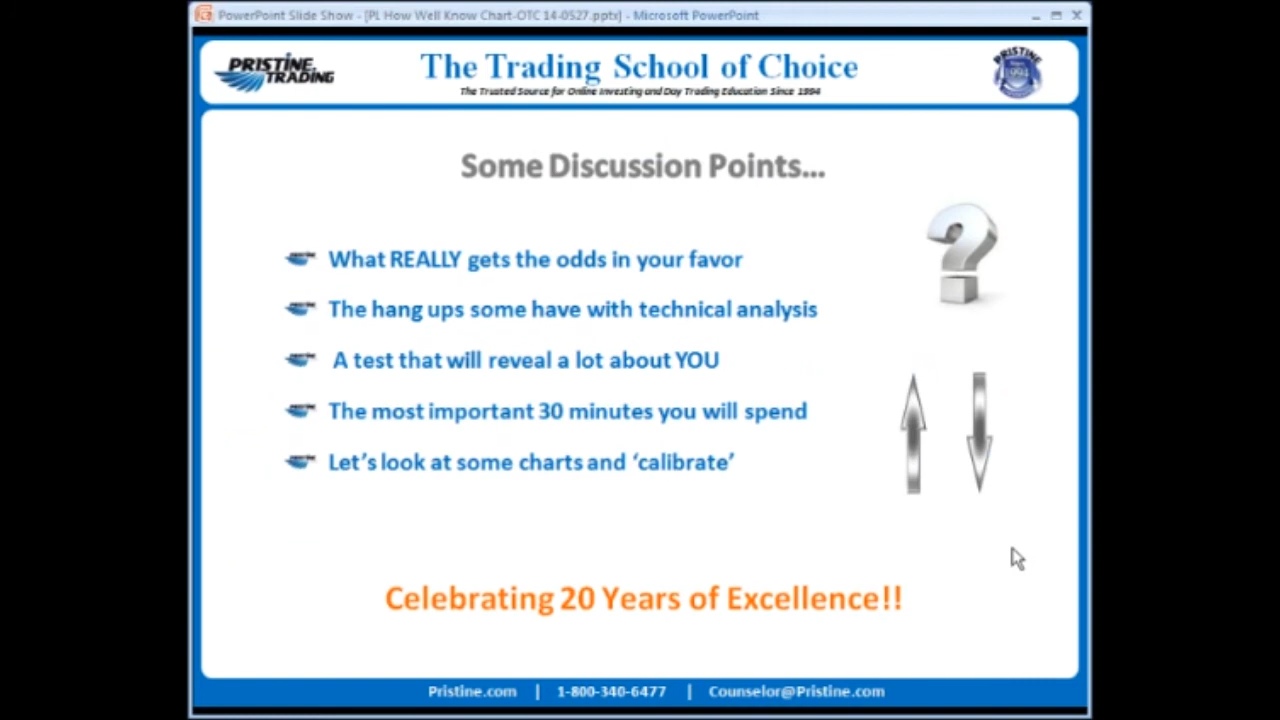 PowerPoint Slide Show - [PL How Well Know Chart-OTC 14-0527.pptx] - Microsoft PowerPoint
PRISTINE.
TRADING
The Trading School of Choice
The Trusted Source for Online Investing and Day Trading Education Since 1994
PRISTINE
1994
Some Discussion Points...
What REALLY gets the odds in your favor
The hang ups some have with technical analysis
A test that will reveal a lot about YOU
The most important 30 minutes you will spend
Let's look at some charts and 'calibrate'
?
Celebrating 20 Years of Excellence!!
Pristine.com | 1-800-340-6477 | Counselor@Pristine.com